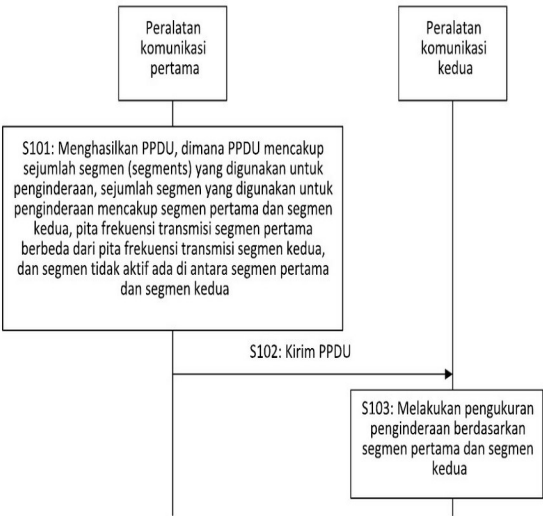 Peralatan
komunikasi
pertama
Peralatan
komunikasi
kedua
S101: Menghasilkan PPDU, dimana PPDU mencakup
sejumlah segmen (segments) yang digunakan untuk
penginderaan, sejumlah segmen yang digunakan untuk
penginderaan mencakup segmen pertama dan segmen
kedua, pita frekuensi transmisi segmen pertama
berbeda dari pita frekuensi transmisi segmen kedua,
dan segmen tidak aktif ada di antara segmen pertama
dan segmen kedua
S102: Kirim PPDU
S103: Melakukan pengukuran
penginderaan berdasarkan
segmen pertama dan segmen
kedua